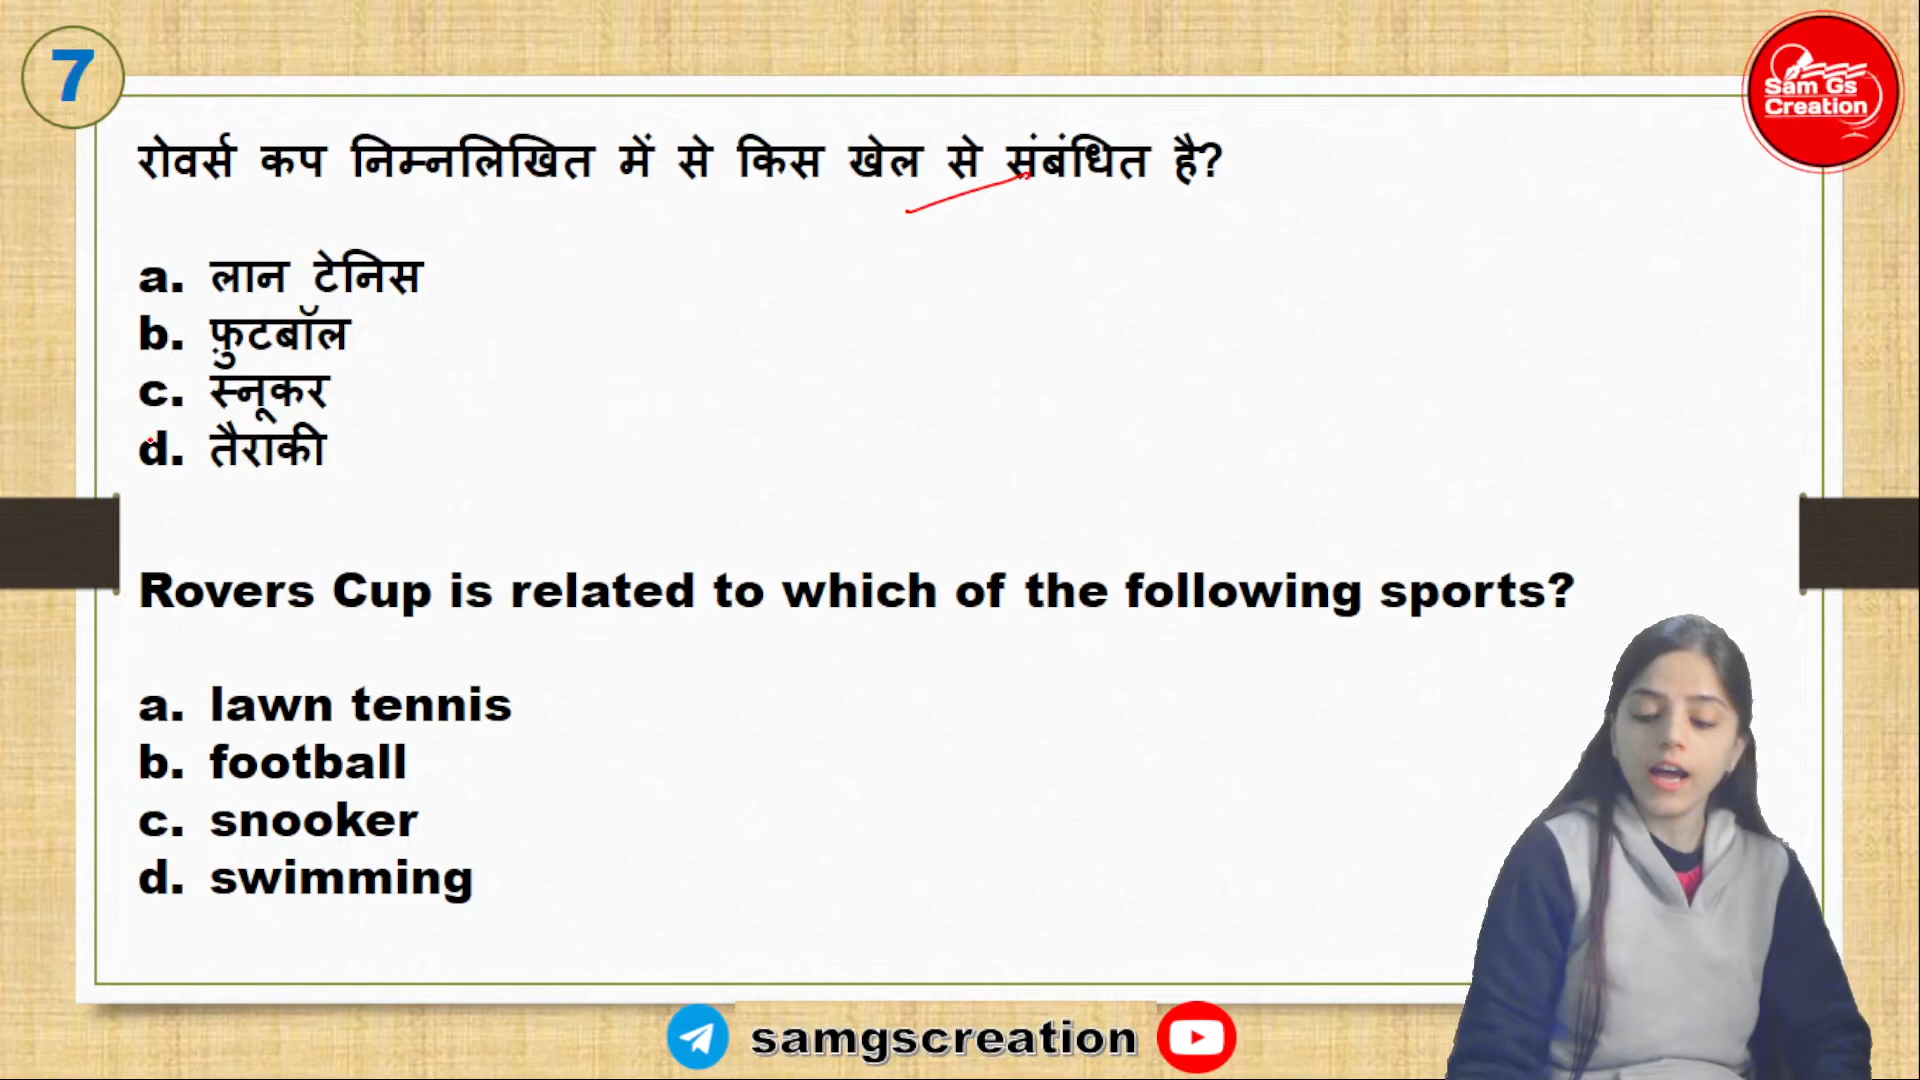 7
Sam Gs
Creation
रोवर्स कप निम्नलिखित में से किस खेल से संबंधित है?
a. लान टेनिस
b. फ़ुटबॉल
c. स्नूकर
d. तैराकी
Rovers Cup is related to which of the following sports?
a. lawn tennis
b. football
c. snooker
d. swimming
samgscreation